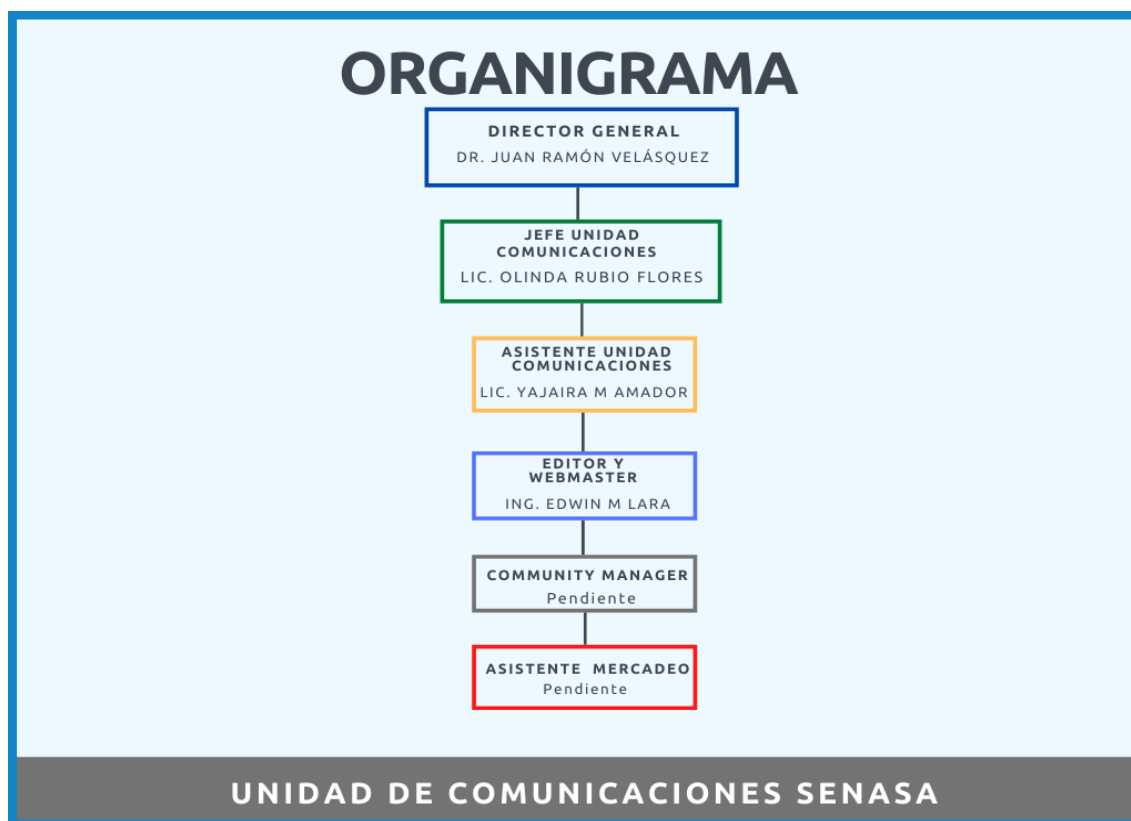 ORGANIGRAMA
DIRECTOR GENERAL
DR. JUAN RAMÓN VELÁSQUEZ
JEFE UNIDAD
COMUNICACIONES
LIC. OLINDA RUBIO FLORES
ASISTENTE UNIDAD
COMUNICACIONES
LIC. YAJAIRA M AMADOR
EDITOR Y
WEBMASTER
ING. EDWIN M LARA
COMMUNITY MANAGER
Pendiente
ASISTENTE MERCADEO
Pendiente
UNIDAD DE COMUNICACIONES SENASA